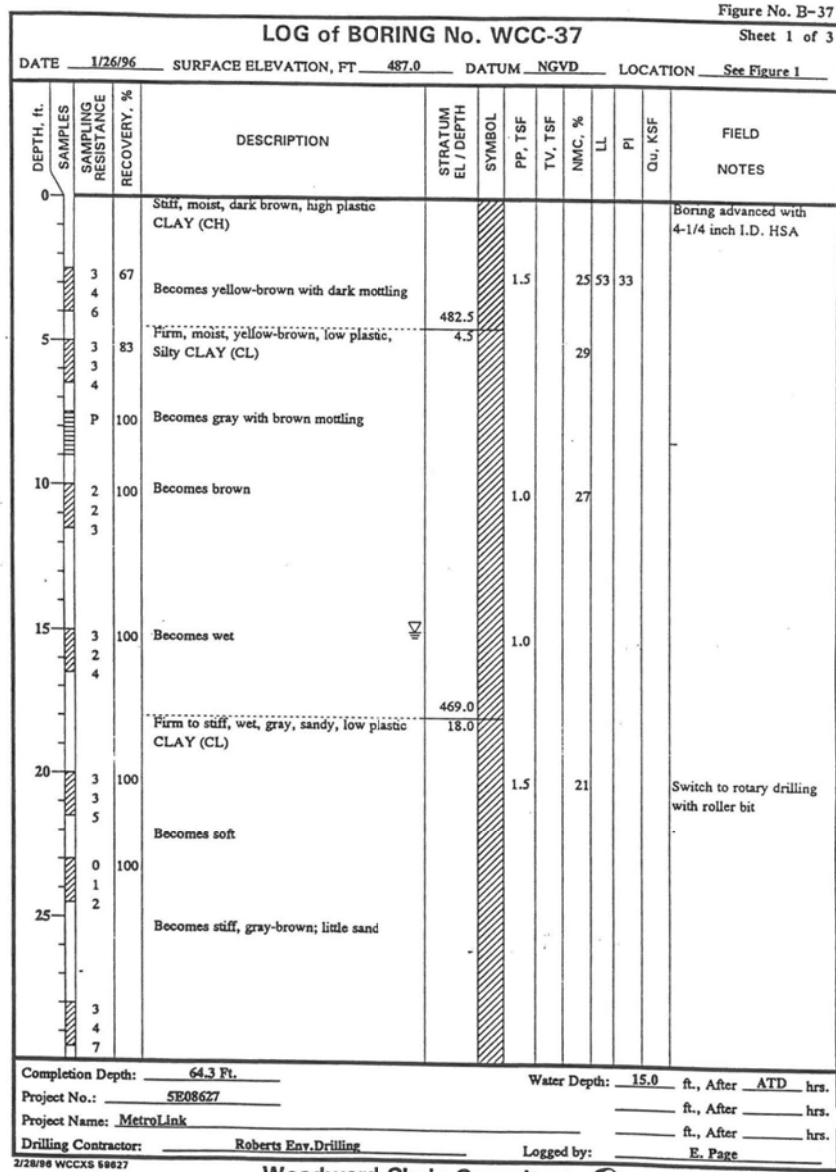 Figure No. B-37
LOG of BORING No. WCC-37
Sheet 1 of 3
DATE 1/26/96 SURFACE ELEVATION, FT 487.0 DATUM NGVD LOCATION See Figure 1
DEPTH, ft.
SAMPLES
SAMPLING RESISTANCE
RECOVERY, %
DESCRIPTION
STRATUM EL / DEPTH
SYMBOL
PP, TSF
TV, TSF
NMC, %
LL
PI
Qu, KSF
FIELD NOTES
0
Stiff, moist, dark brown, high plastic Boring advanced with
CLAY (CH) 4-1/4 inch I.D. HSA
3 67 1.5 25 53 33
4 Becomes yellow-brown with dark mottling
6 482.5
5 Firm, moist, yellow-brown, low plastic, 4.5
3 83 Silty CLAY (CL) 29
3
4
P 100 Becomes gray with brown mottling
10 2 100 Becomes brown 1.0 27
2
3
15 3 100 Becomes wet 1.0
2
4
469.0
Firm to stiff, wet, gray, sandy, low plastic 18.0
CLAY (CL)
20 3 100 1.5 21 Switch to rotary drilling
3 with roller bit
5
Becomes soft
0 100
1
2
25 Becomes stiff, gray-brown; little sand
3
4
7
Completion Depth: 64.3 Ft. Water Depth: 15.0 ft., After ATD hrs.
Project No.: 5E08627 ft., After hrs.
Project Name: MetroLink ft., After hrs.
Drilling Contractor: Roberts Env.Drilling Logged by: E. Page
2/28/96 WCCXS 58627